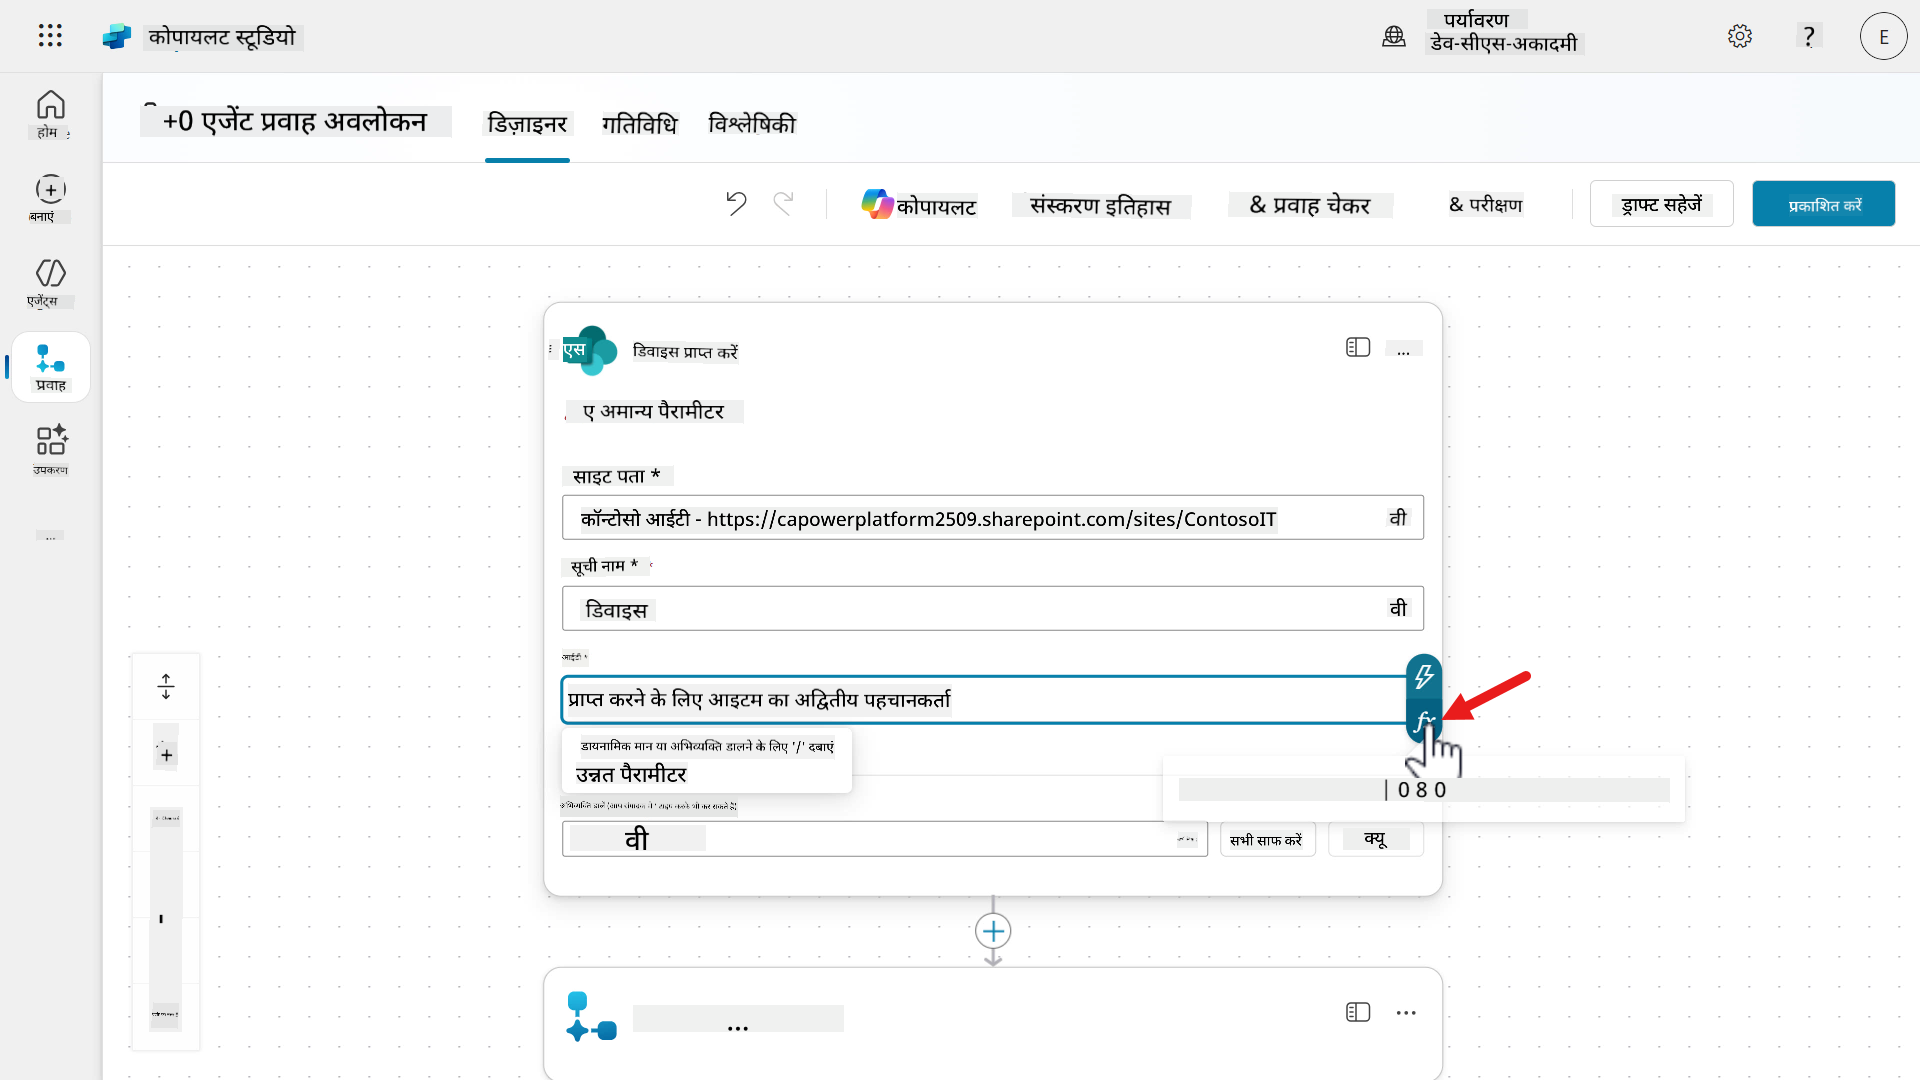 कोपायलट स्टूडियो
पर्यावरण
डेव-सीएस-अकादमी
?
E
होम
बनाएं
एजेंट्स
प्रवाह
उपकरण
...
+0 एजेंट प्रवाह अवलोकन
डिज़ाइनर
गतिविधि
विश्लेषिकी
कोपायलट
संस्करण इतिहास
& प्रवाह चेकर
& परीक्षण
ड्राफ्ट सहेजें
प्रकाशित करें
एस
डिवाइस प्राप्त करें
...
ए अमान्य पैरामीटर
साइट पता *
कॉन्टोसो आईटी - https://capowerplatform2509.sharepoint.com/sites/ContosoIT
वी
सूची नाम *
डिवाइस
वी
आईटी *
प्राप्त करने के लिए आइटम का अद्वितीय पहचानकर्ता
fx
डायनामिक मान या अभिव्यक्ति डालने के लिए '/' दबाएं
उन्नत पैरामीटर
| 0 8 0
वी
सभी साफ करें
क्यू
...